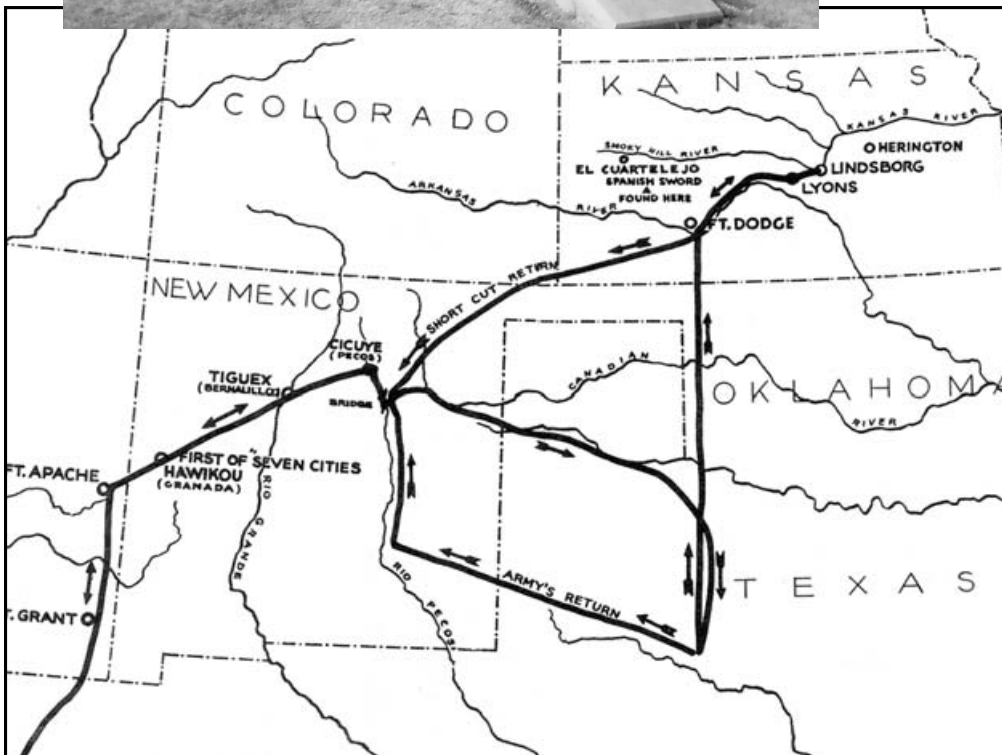 KANSAS
COLORADO
KANSAS RIVER
HERINGTON
SMOKY HILL RIVER
EL CUARTELEJO
SPANISH SWORD
FOUND HERE
LINDSBORG
LYONS
ARKANSAS RIVER
FT. DODGE
NEW MEXICO
SHORT CUT RETURN
CICUYE
(PECOS)
TIGUEX
(BERNALILLO)
BRIDGE
CANADIAN RIVER
OKLAHOMA
FIRST OF SEVEN CITIES
HAWIKOU
(GRANADA)
FT. APACHE
RIO GRANDE
RIO PECOS
ARMY'S RETURN
TEXAS
T. GRANT